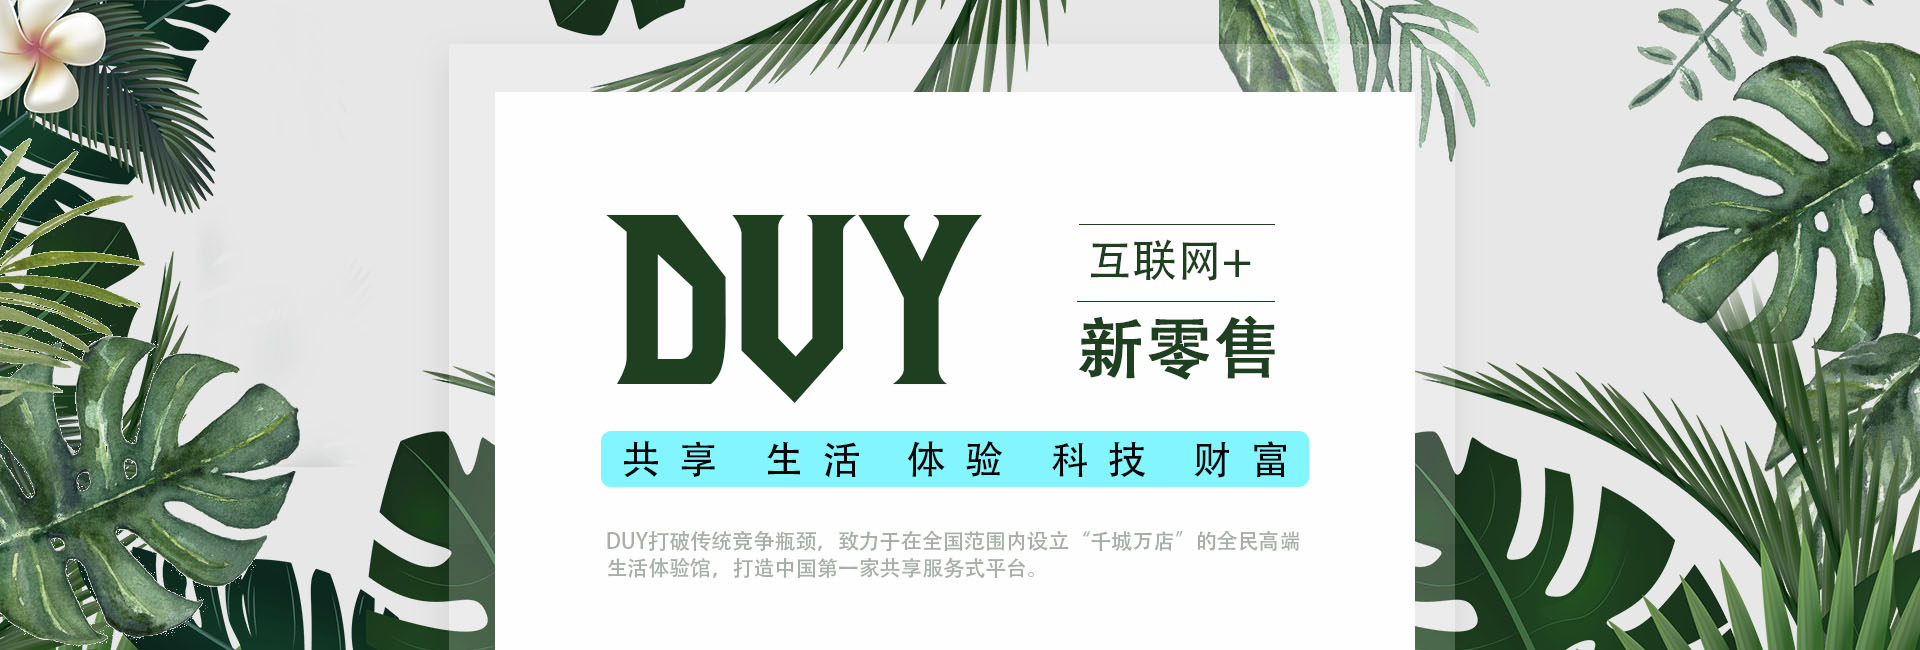 DUY
互联网+
新零售
共享 生活 体验 科技 财富
DUY打破传统竞争瓶颈，致力于在全国范围内设立“千城万店”的全民高端
生活体验馆，打造中国第一家共享服务式平台。